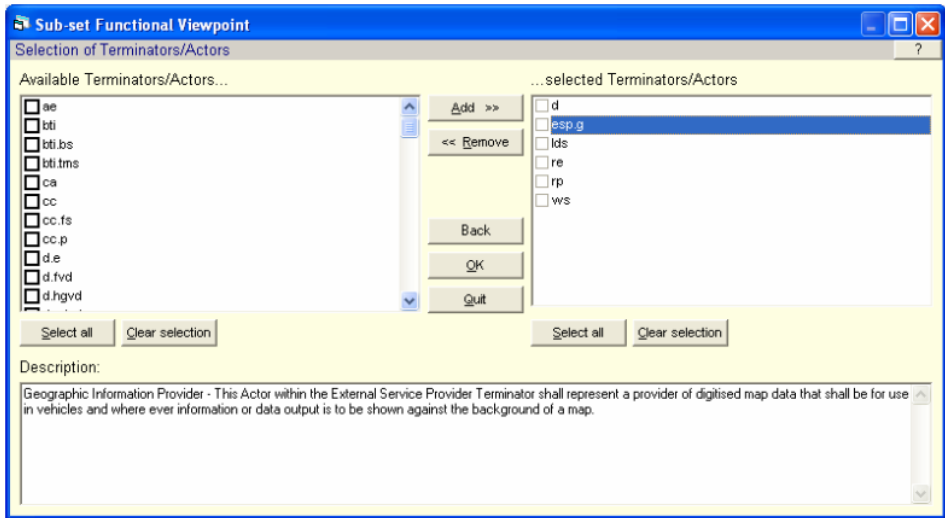 Sub-set Functional Viewpoint
Selection of Terminators/Actors
?
Available Terminators/Actors...
...selected Terminators/Actors
ae
bti
bti.bs
bti.tms
ca
cc
cc.fs
cc.p
d.e
d.fvd
d.hgvd
Add >>
<< Remove
Back
OK
Quit
d
esp.g
lds
re
rp
ws
Select all
Clear selection
Select all
Clear selection
Description:
Geographic Information Provider - This Actor within the External Service Provider Terminator shall represent a provider of digitised map data that shall be for use
in vehicles and where ever information or data output is to be shown against the background of a map.